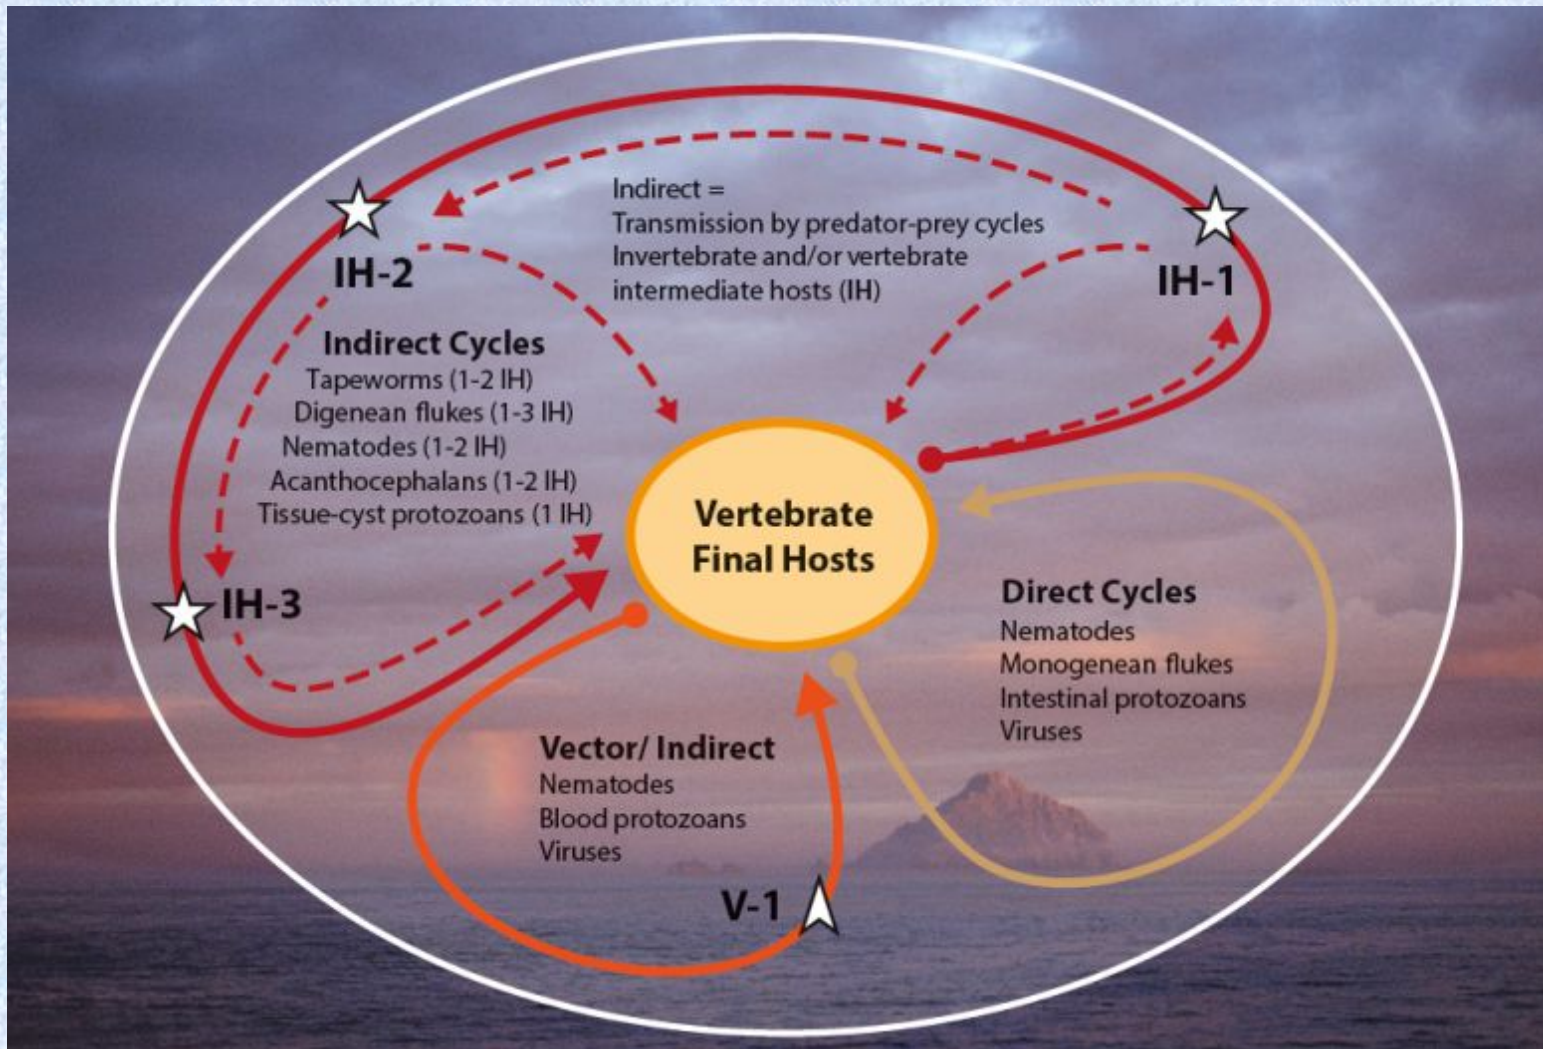 Indirect =
Transmission by predator-prey cycles
Invertebrate and/or vertebrate
intermediate hosts (IH)
IH-2
IH-1
Indirect Cycles
Tapeworms (1-2 IH)
Digenean flukes (1-3 IH)
Nematodes (1-2 IH)
Acanthocephalans (1-2 IH)
Tissue-cyst protozoans (1 IH)
Vertebrate
Final Hosts
IH-3
Direct Cycles
Nematodes
Monogenean flukes
Intestinal protozoans
Viruses
Vector/ Indirect
Nematodes
Blood protozoans
Viruses
V-1